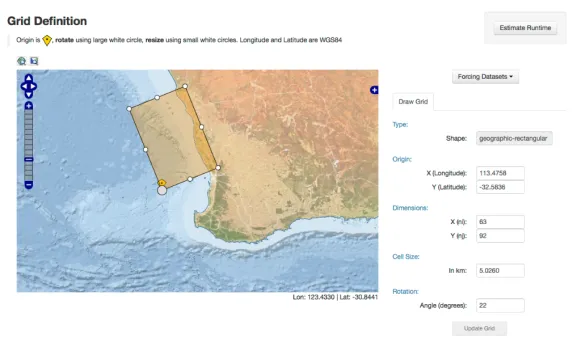 Grid Definition
Origin is , rotate using large white circle, resize using small white circles. Longitude and Latitude are WGS84
Estimate Runtime
Forcing Datasets
Draw Grid
Type:
Shape: geographic-rectangular
Origin:
X (Longitude): 113.4758
Y (Latitude): -32.5836
Dimensions:
X (ni): 63
Y (nj): 92
Cell Size:
In km: 5.0260
Rotation:
Lon: 123.4330 | Lat: -30.8441
Angle (degrees): 22
Update Grid